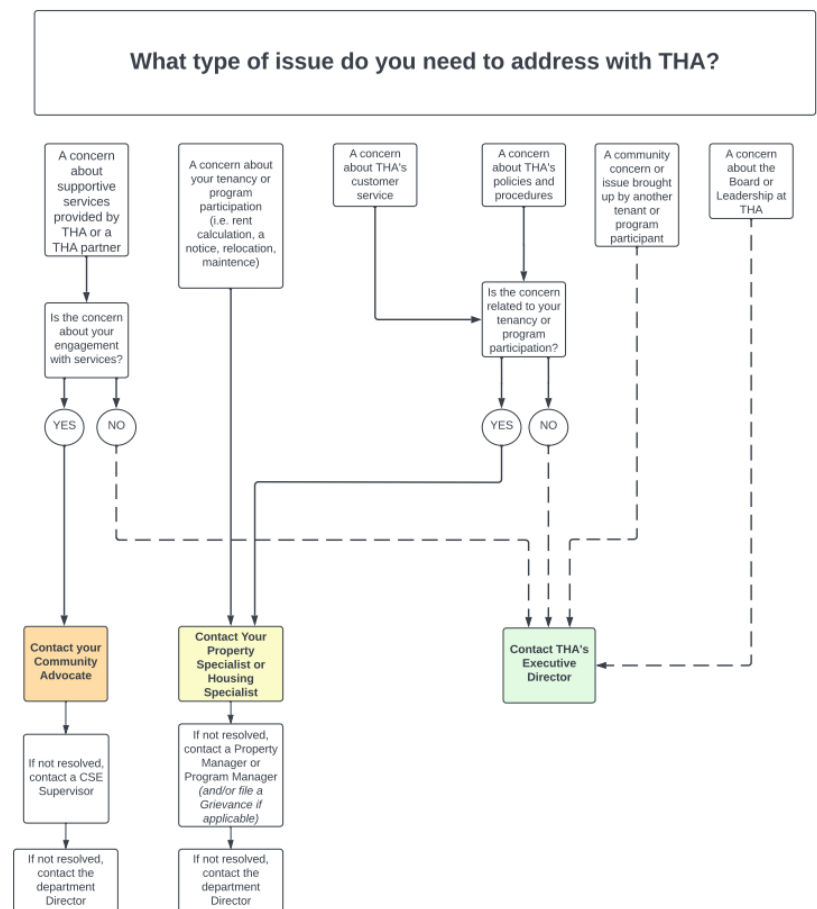 What type of issue do you need to address with THA?
A concern
about
supportive
services
provided by
THA or a
THA partner
A concern about
your tenancy or
program
participation
(i.e. rent
calculation, a
notice, relocation,
maintence)
A concern
about THA's
customer
service
A concern
about THA's
policies and
procedures
A community
concern or
issue brought
up by another
tenant or
program
participant
A concern
about the
Board or
Leadership at
THA
Is the concern
about your
engagement
with services?
Is the concern
related to your
tenancy or
program
participation?
YES
NO
YES
NO
Contact your
Community
Advocate
Contact Your
Property
Specialist or
Housing
Specialist
Contact THA's
Executive
Director
If not resolved,
contact a CSE
Supervisor
If not resolved,
contact a Property
Manager or
Program Manager
(and/or file a
Grievance if
applicable)
If not resolved,
contact the
department
Director
If not resolved,
contact the
department
Director